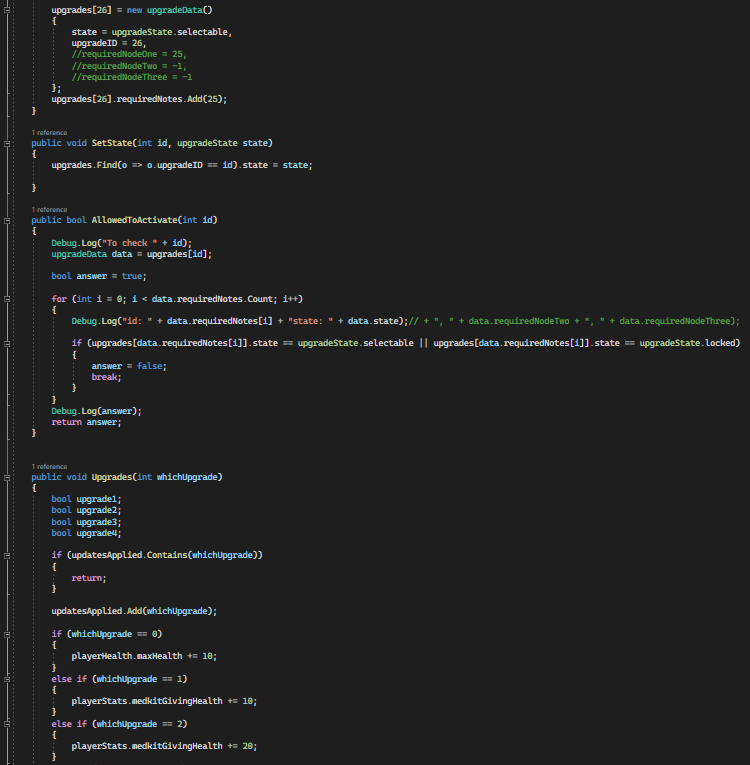 upgrades[26] = new upgradeData()
{
state = upgradeState.selectable,
upgradeID = 26,
//requiredNodeOne = 25,
//requiredNodeTwo = -1,
//requiredNodeThree = -1
};
upgrades[26].requiredNotes.Add(25);
}
1 reference
public void SetState(int id, upgradeState state)
{
upgrades.Find(o => o.upgradeID == id).state = state;
}
1 reference
public bool AllowedToActivate(int id)
{
Debug.Log("To check " + id);
upgradeData data = upgrades[id];
bool answer = true;
for (int i = 0; i < data.requiredNotes.Count; i++)
{
Debug.Log("id: " + data.requiredNotes[i] + "state: " + data.state);// + ", " + data.requiredNodeTwo + ", " + data.requiredNodeThree);
if (upgrades[data.requiredNotes[i]].state == upgradeState.selectable || upgrades[data.requiredNotes[i]].state == upgradeState.locked)
{
answer = false;
break;
}
}
Debug.Log(answer);
return answer;
}
1 reference
public void Upgrades(int whichUpgrade)
{
bool upgrade1;
bool upgrade2;
bool upgrade3;
bool upgrade4;
if (updatesApplied.Contains(whichUpgrade))
{
return;
}
updatesApplied.Add(whichUpgrade);
if (whichUpgrade == 0)
{
playerHealth.maxHealth += 10;
}
else if (whichUpgrade == 1)
{
playerStats.medkitGivingHealth += 10;
}
else if (whichUpgrade == 2)
{
playerStats.medkitGivingHealth += 20;
}